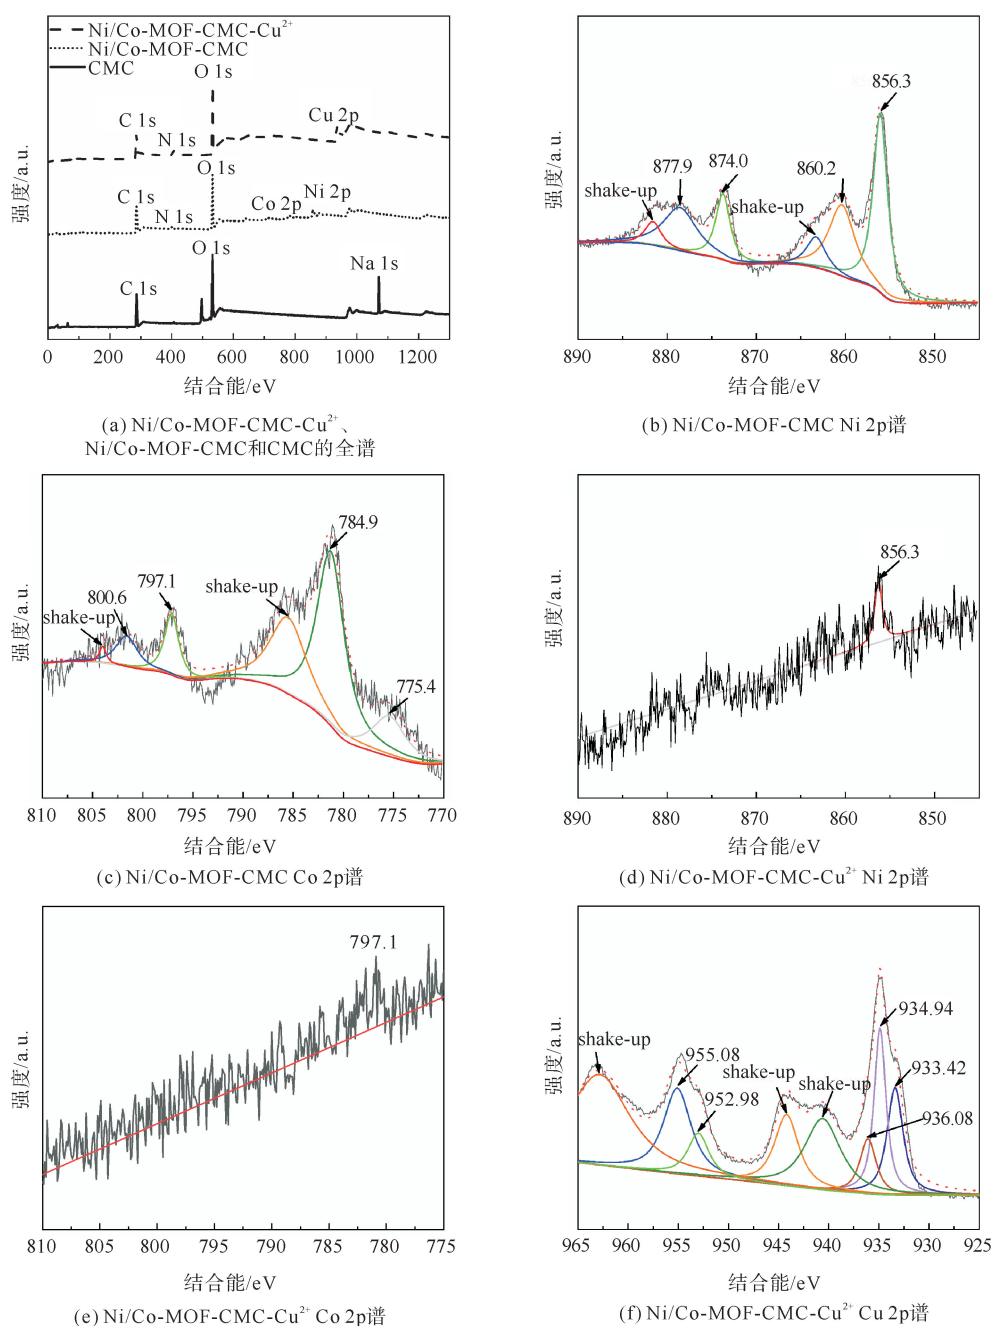 Ni/Co-MOF-CMC-Cu²⁺
Ni/Co-MOF-CMC
CMC
O 1s
C 1s
N 1s
Cu 2p
O 1s
C 1s
N 1s
Co 2p
Ni 2p
O 1s
C 1s
Na 1s
强度/a.u.
0 200 400 600 800 1000 1200
结合能/eV
(a) Ni/Co-MOF-CMC-Cu²⁺、
Ni/Co-MOF-CMC和CMC的全谱
856.3
877.9
874.0
860.2
shake-up
shake-up
强度/a.u.
890 880 870 860 850
结合能/eV
(b) Ni/Co-MOF-CMC Ni 2p谱
784.9
797.1
shake-up
800.6
shake-up
775.4
强度/a.u.
810 805 800 795 790 785 780 775 770
结合能/eV
(c) Ni/Co-MOF-CMC Co 2p谱
856.3
强度/a.u.
890 880 870 860 850
结合能/eV
(d) Ni/Co-MOF-CMC-Cu²⁺ Ni 2p谱
797.1
强度/a.u.
810 805 800 795 790 785 780 775
结合能/eV
(e) Ni/Co-MOF-CMC-Cu²⁺ Co 2p谱
934.94
shake-up
955.08
shake-up
shake-up
933.42
952.98
936.08
强度/a.u.
965 960 955 950 945 940 935 930 925
结合能/eV
(f) Ni/Co-MOF-CMC-Cu²⁺ Cu 2p谱